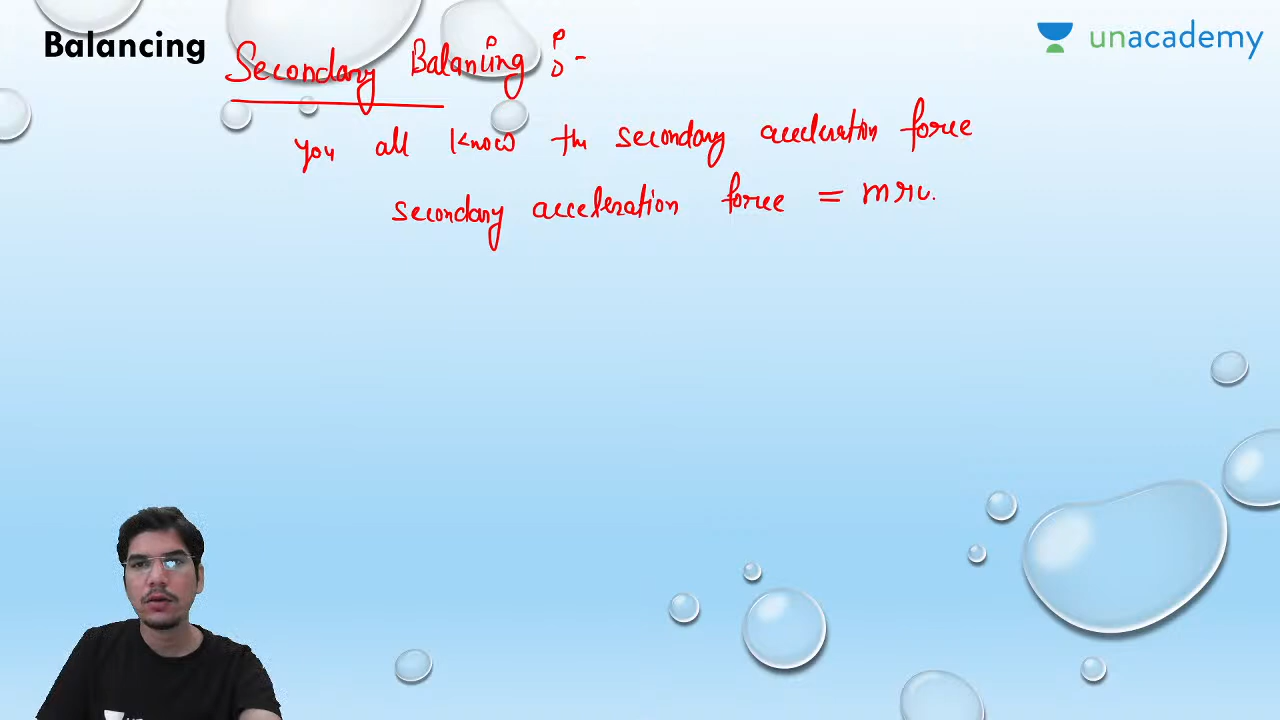 Balancing
unacademy
Secondary Balancing :-
you all know the secondary acceleration force
secondary acceleration force = mrω